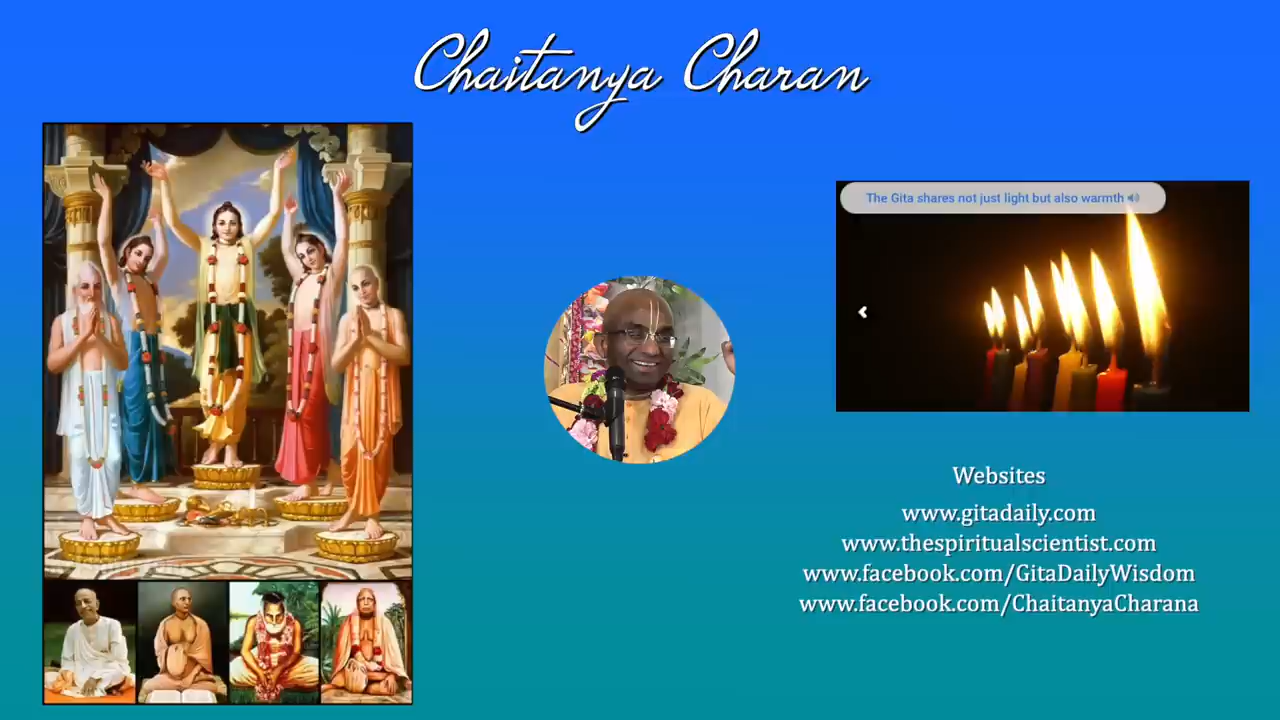 Chaitanya Charan
The Gita shares not just light but also warmth
Websites
www.gitadaily.com
www.thespiritualscientist.com
www.facebook.com/GitaDailyWisdom
www.facebook.com/ChaitanyaCharana